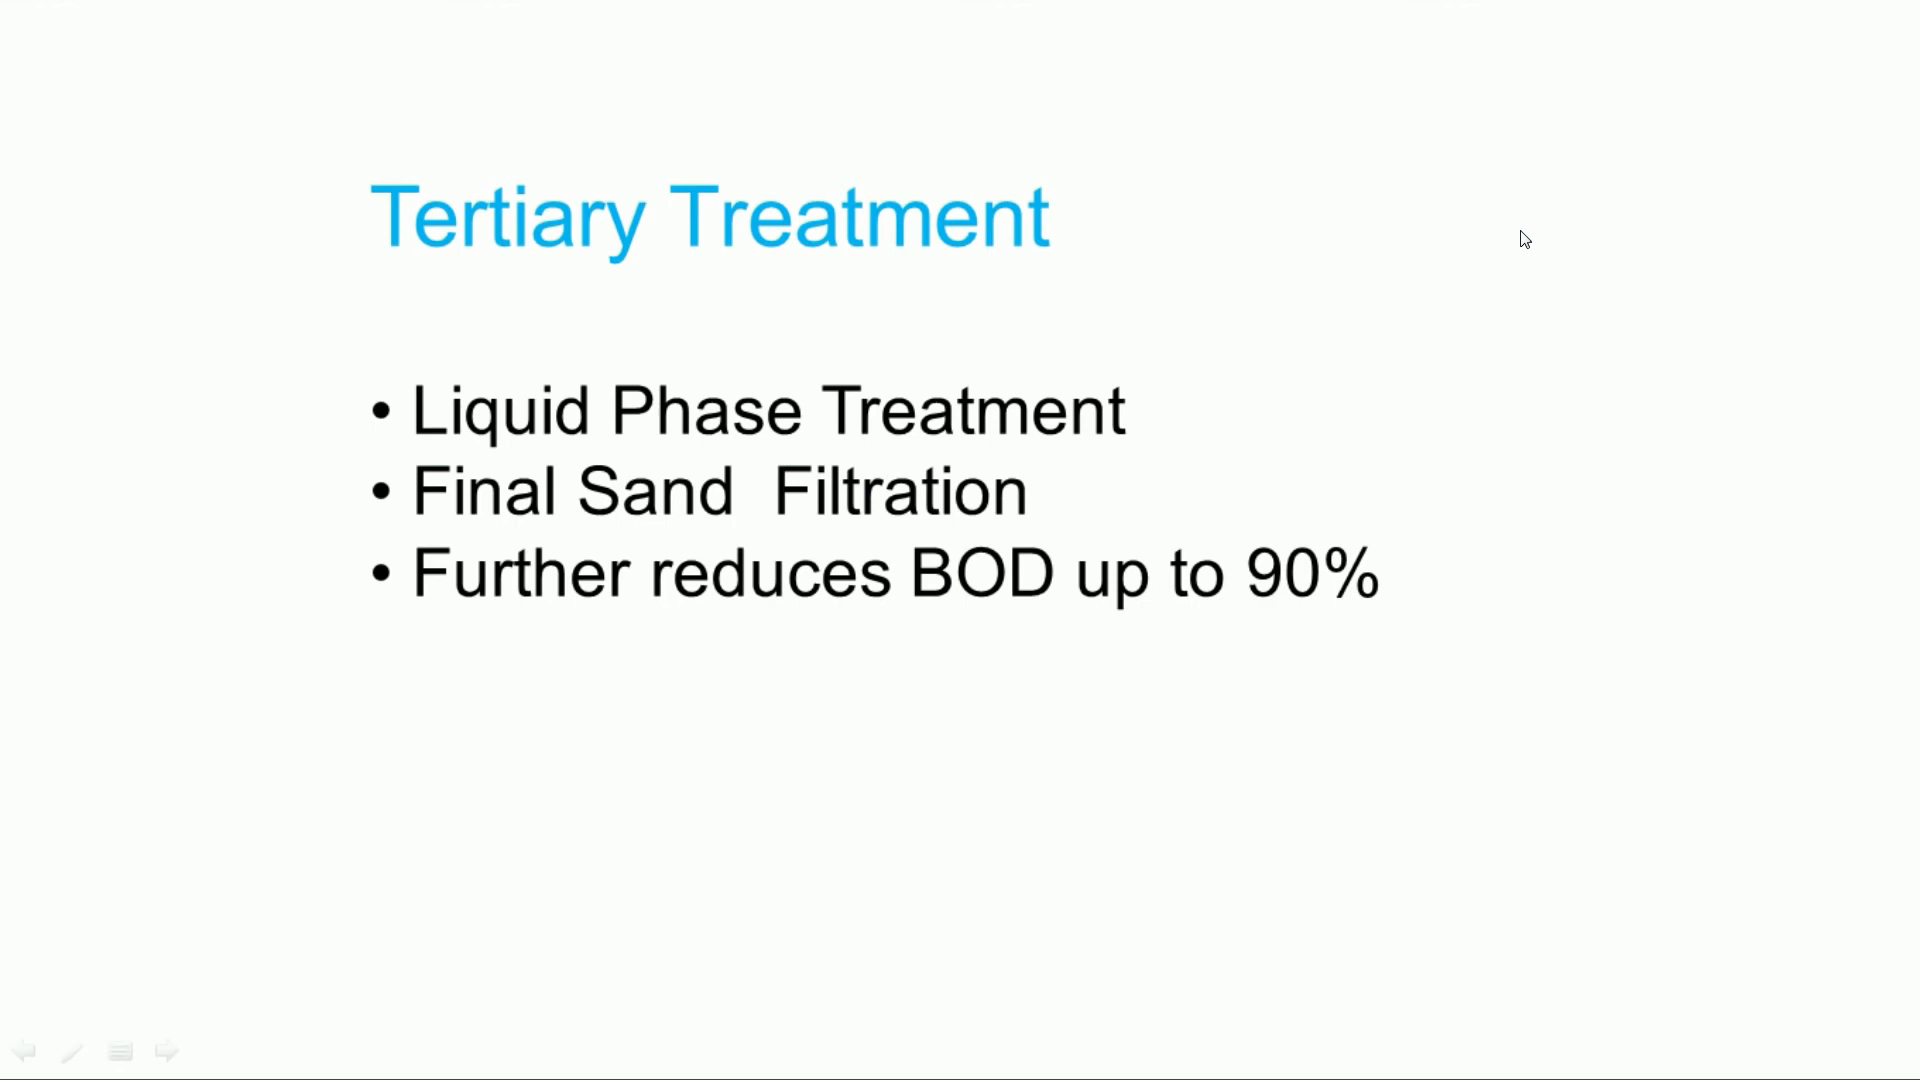 Tertiary Treatment
• Liquid Phase Treatment
• Final Sand  Filtration
• Further reduces BOD up to 90%